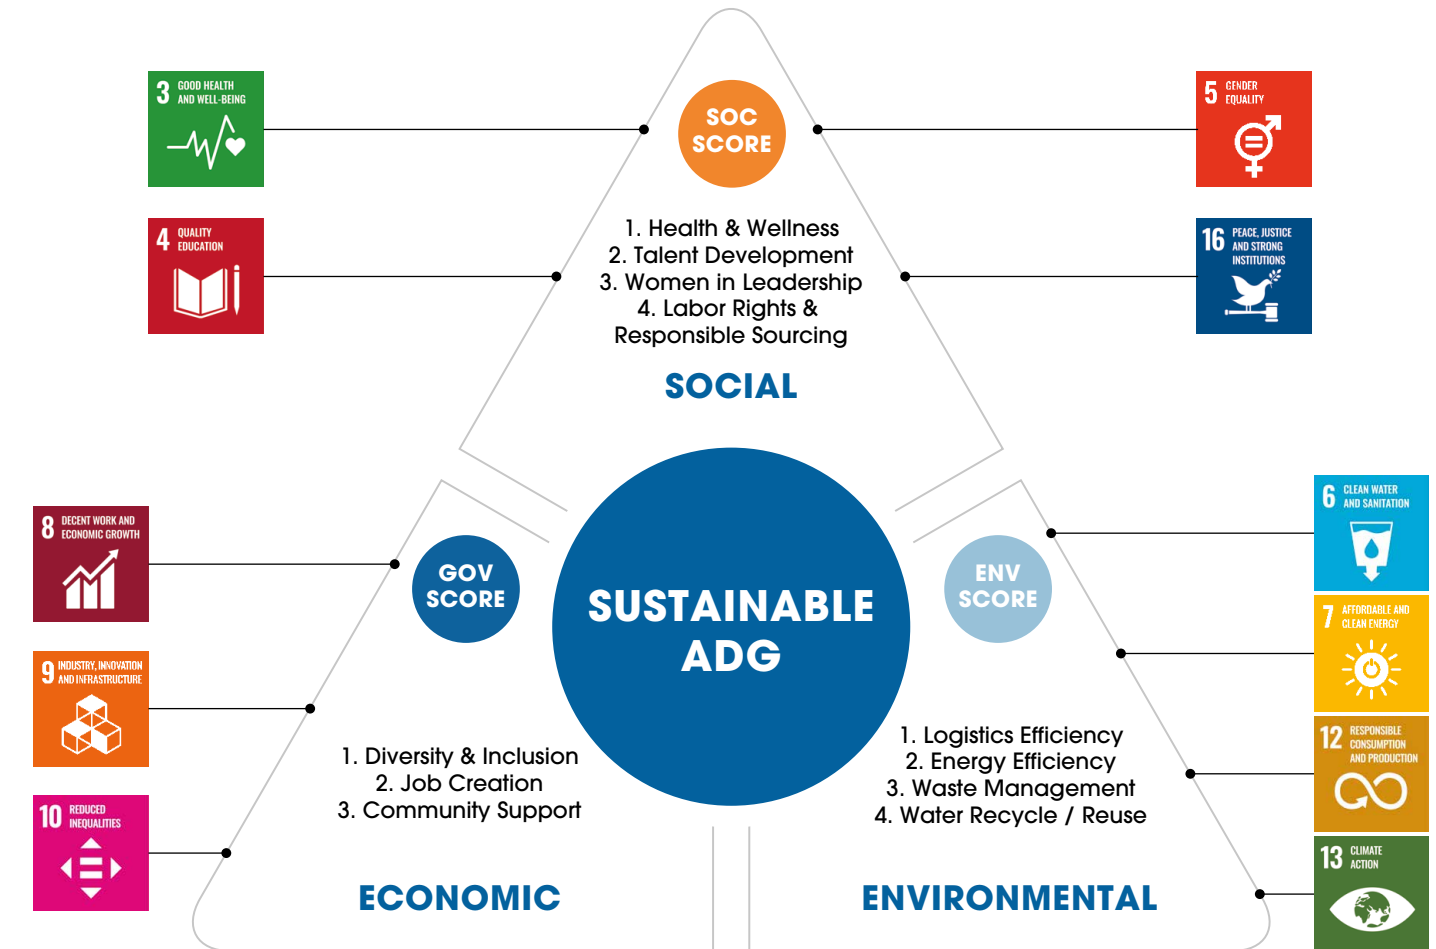 3 GOOD HEALTH
AND WELL-BEING
4 QUALITY
EDUCATION
SOC
SCORE
1. Health & Wellness
2. Talent Development
3. Women in Leadership
4. Labor Rights &
Responsible Sourcing
SOCIAL
5 GENDER
EQUALITY
16 PEACE, JUSTICE
AND STRONG
INSTITUTIONS
8 DECENT WORK AND
ECONOMIC GROWTH
9 INDUSTRY, INNOVATION
AND INFRASTRUCTURE
10 REDUCED
INEQUALITIES
GOV
SCORE
1. Diversity & Inclusion
2. Job Creation
3. Community Support
ECONOMIC
SUSTAINABLE
ADG
ENV
SCORE
1. Logistics Efficiency
2. Energy Efficiency
3. Waste Management
4. Water Recycle / Reuse
ENVIRONMENTAL
6 CLEAN WATER
AND SANITATION
7 AFFORDABLE AND
CLEAN ENERGY
12 RESPONSIBLE
CONSUMPTION
AND PRODUCTION
13 CLIMATE
ACTION